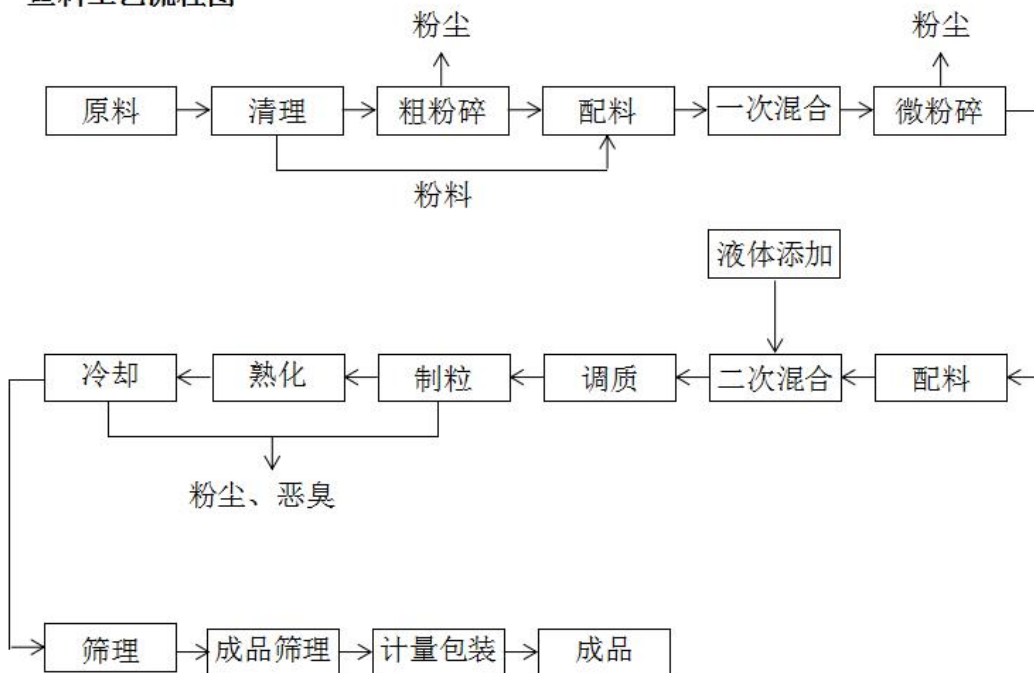 粉尘
粉尘
原料
清理
粗粉碎
配料
一次混合
微粉碎
粉料
液体添加
冷却
熟化
制粒
调质
二次混合
配料
粉尘、恶臭
筛理
成品筛理
计量包装
成品